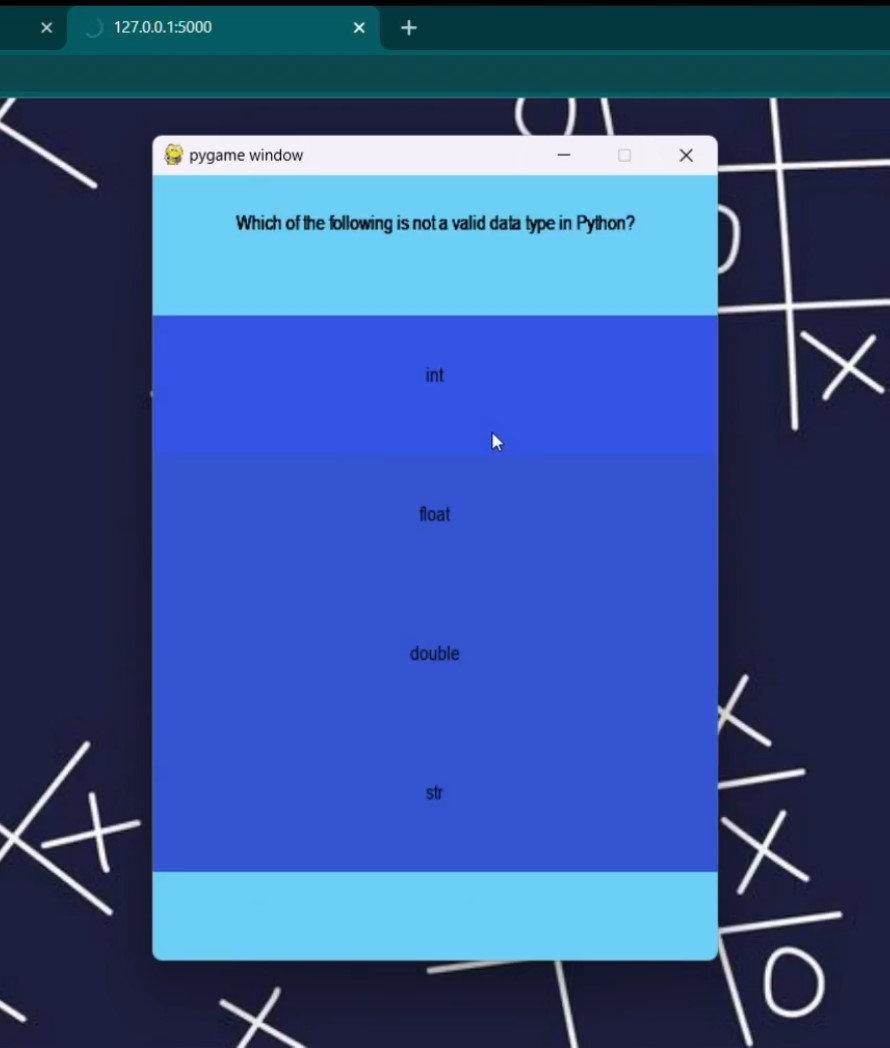 127.0.0.1:5000
pygame window
Which of the following is not a valid data type in Python?
int
float
double
str